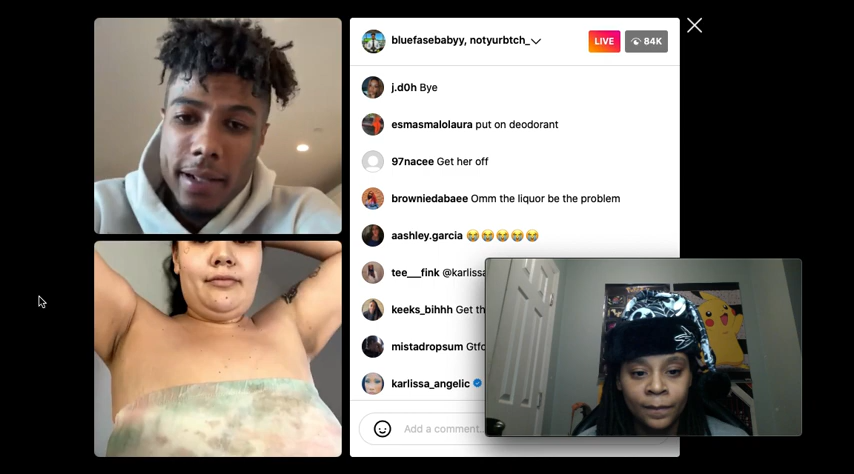 bluefasebabyy, notyurbtch_
LIVE
84K
j.d0h Bye
esmasmalolaura put on deodorant
97nacee Get her off
browniedabaee Omm the liquor be the problem
aashley.garcia 😂😂😂😂😂
tee___fink @karlissa
keeks_bihhh Get th
mistadropsum Gtfo
karlissa_angelic
Add a comment...